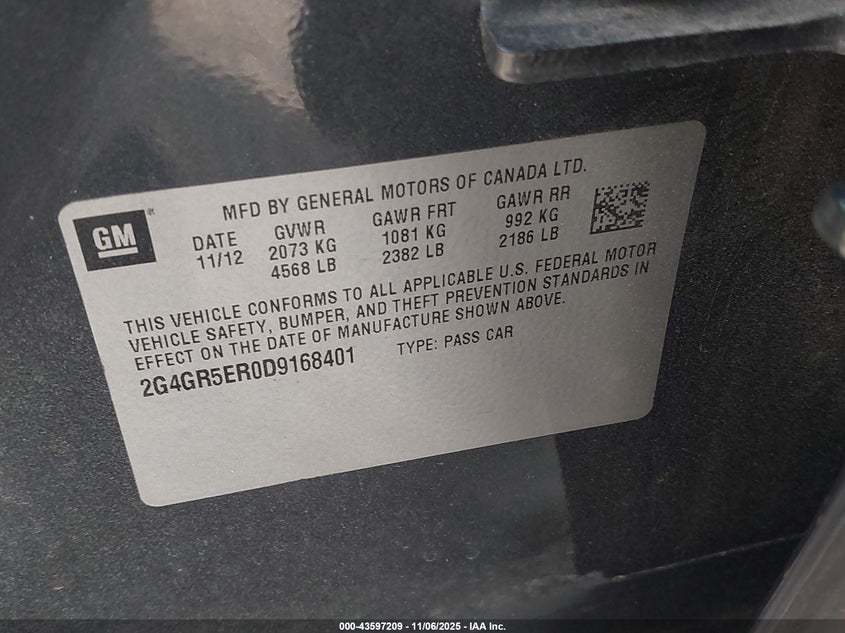 GM
MFD BY GENERAL MOTORS OF CANADA LTD.
DATE GVWR GAWR FRT GAWR RR
11/12 2073 KG 1081 KG 992 KG
4568 LB 2382 LB 2186 LB
THIS VEHICLE CONFORMS TO ALL APPLICABLE U.S. FEDERAL MOTOR
VEHICLE SAFETY, BUMPER, AND THEFT PREVENTION STANDARDS IN
EFFECT ON THE DATE OF MANUFACTURE SHOWN ABOVE.
2G4GR5ER0D9168401 TYPE: PASS CAR
000-43597209 - 11/06/2025 - IAA Inc.